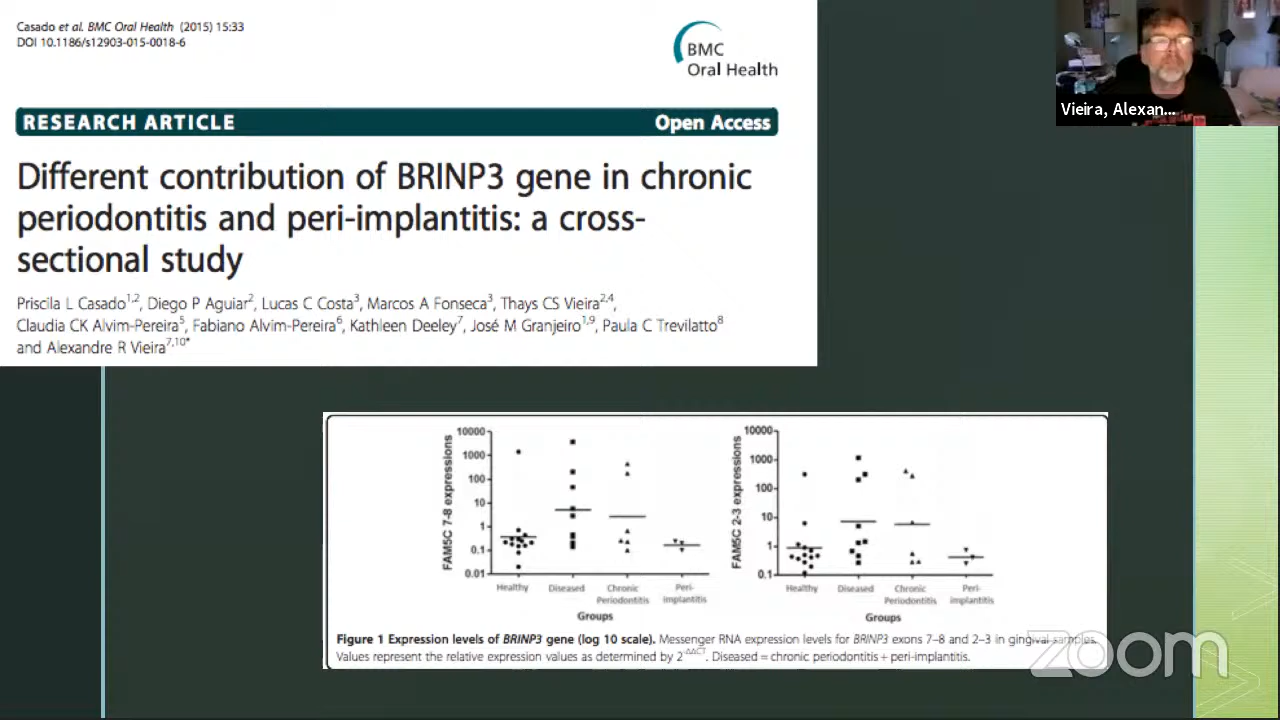 Casado et al. BMC Oral Health (2015) 15:33
DOI 10.1186/s12903-015-0018-6
BMC
Oral Health
RESEARCH ARTICLE
Open Access
Different contribution of BRINP3 gene in chronic
periodontitis and peri-implantitis: a cross-
sectional study
Priscila L Casado1,2, Diego P Aguiar2, Lucas C Costa3, Marcos A Fonseca3, Thays CS Vieira2,4,
Claudia CK Alvim-Pereira5, Fabiano Alvim-Pereira6, Kathleen Deeley7, José M Granjeiro1,9, Paula C Trevilatto8
and Alexandre R Vieira7,10*
Vieira, Alexan...
FAM5C 7-8 expressions
10000
1000
100
10
1
0.1
0.01
Healthy
Diseased
Chronic
Periodontitis
Peri-
implantitis
Groups
FAM5C 2-3 expressions
10000
1000
100
10
1
0.1
Healthy
Diseased
Chronic
Periodontitis
Peri-
implantitis
Groups
Figure 1 Expression levels of BRINP3 gene (log 10 scale). Messenger RNA expression levels for BRINP3 exons 7–8 and 2–3 in gingival samples.
Values represent the relative expression values as determined by 2-ΔΔCT. Diseased = chronic periodontitis + peri-implantitis.
zoom